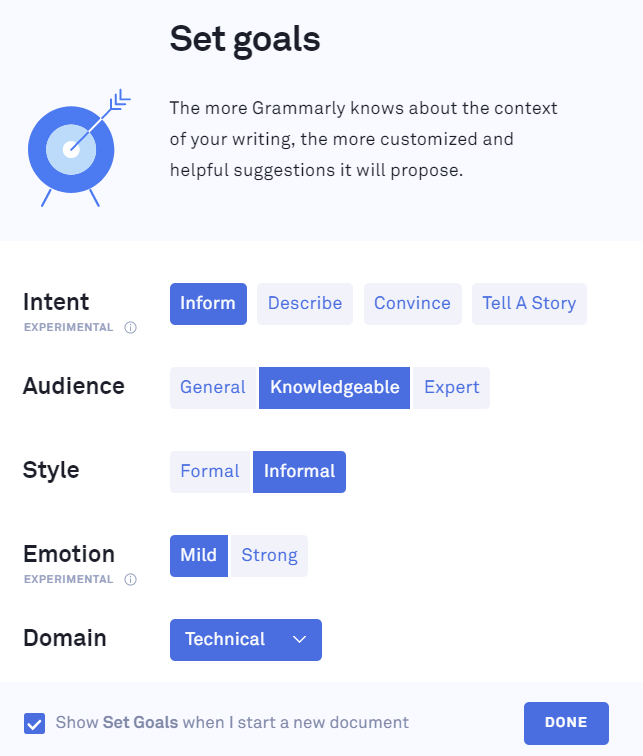 Set goals
The more Grammarly knows about the context
of your writing, the more customized and
helpful suggestions it will propose.
Intent
EXPERIMENTAL
Inform Describe Convince Tell A Story
Audience General Knowledgeable Expert
Style Formal Informal
Emotion
EXPERIMENTAL
Mild Strong
Domain Technical
Show Set Goals when I start a new document DONE